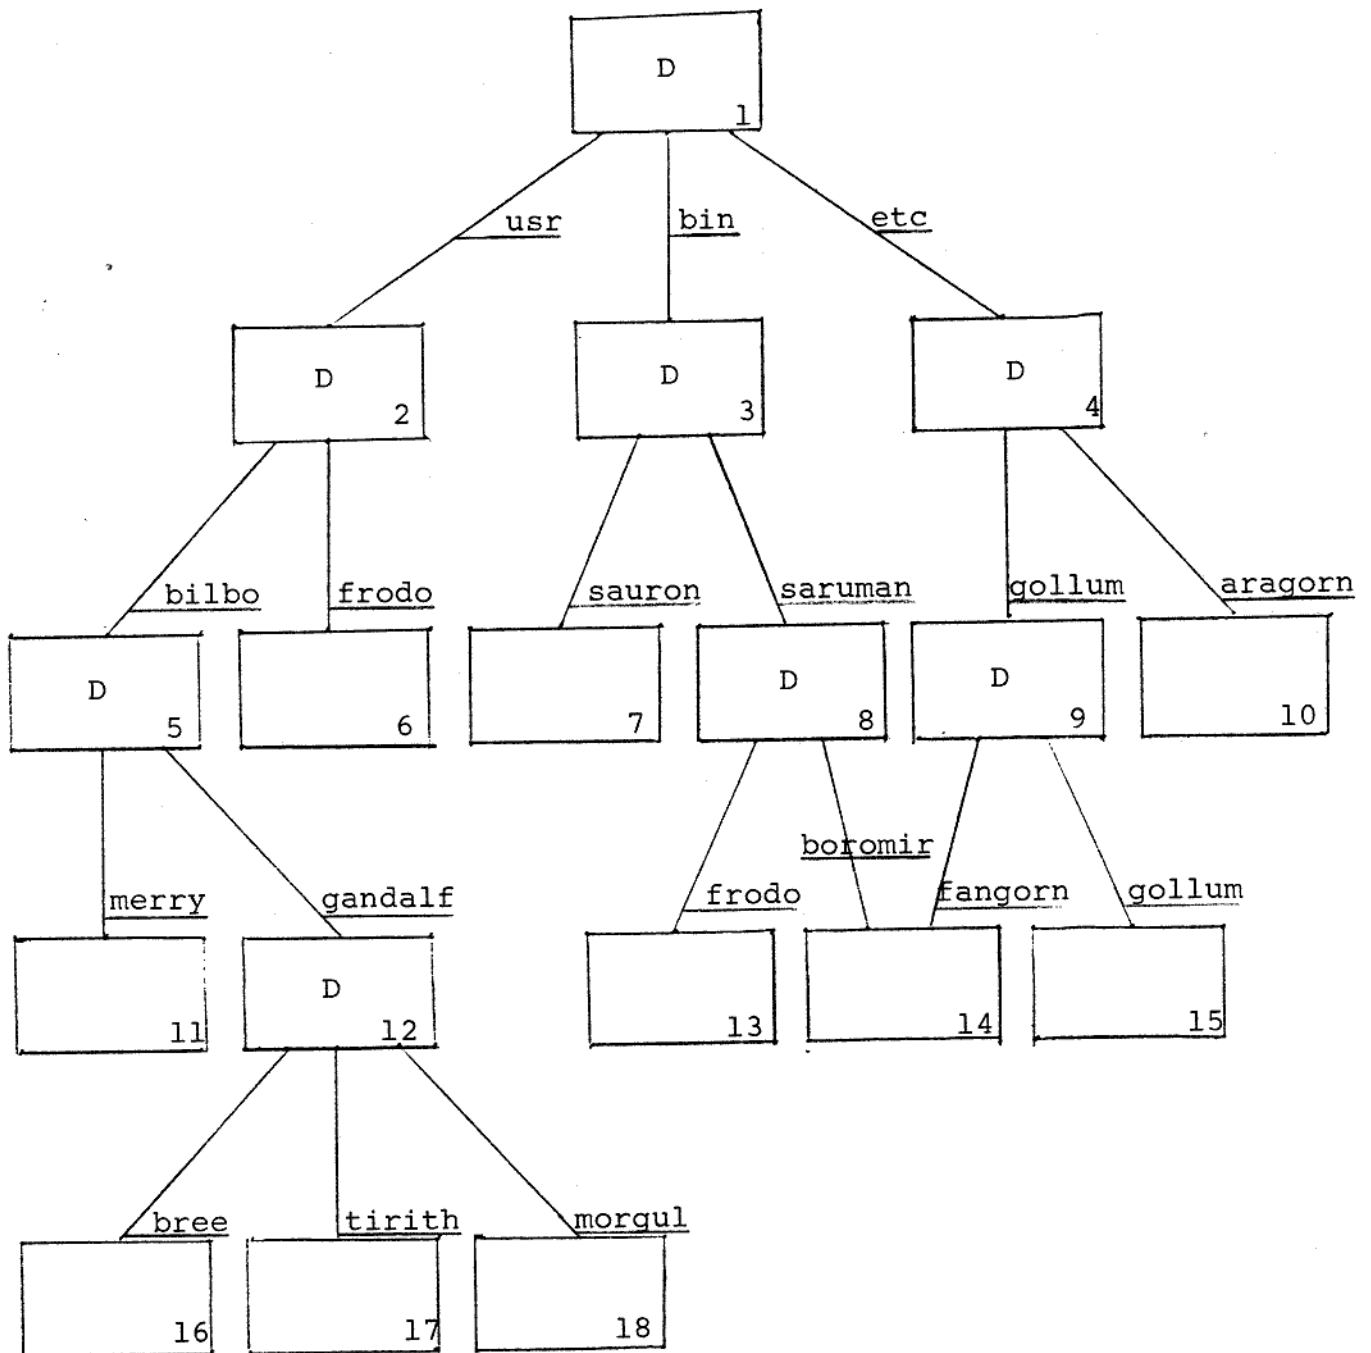 D
1
usr bin etc
D D D
2 3 4
bilbo frodo sauron saruman gollum aragorn
D D D
5 6 7 8 9 10
boromir
merry gandalf frodo fangorn gollum
D
11 12 13 14 15
bree tirith morgul
16 17 18